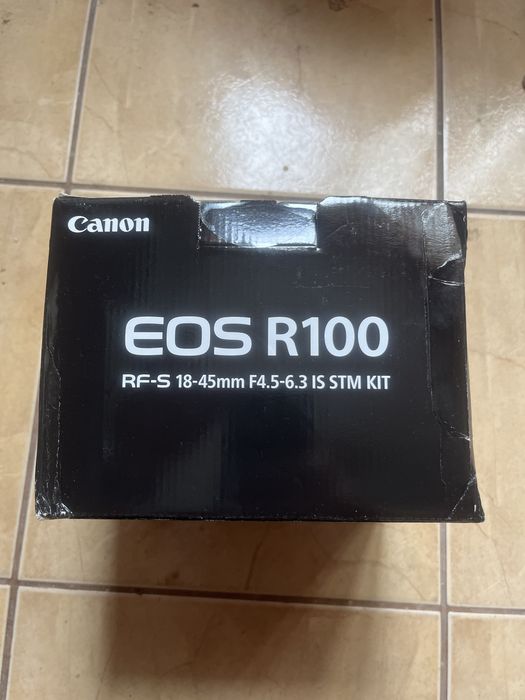 Canon
EOS R100
RF-S 18-45mm F4.5-6.3 IS STM KIT